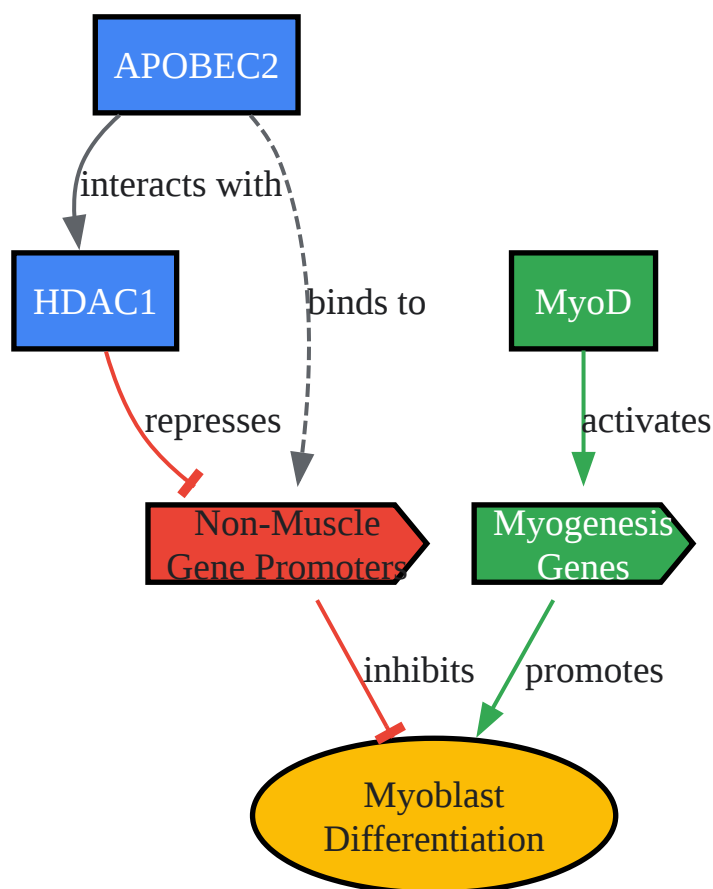 APOBEC2
interacts with
HDAC1
binds to
MyoD
represses
activates
Non-Muscle
Gene Promoters
Myogenesis
Genes
inhibits
promotes
Myoblast
Differentiation